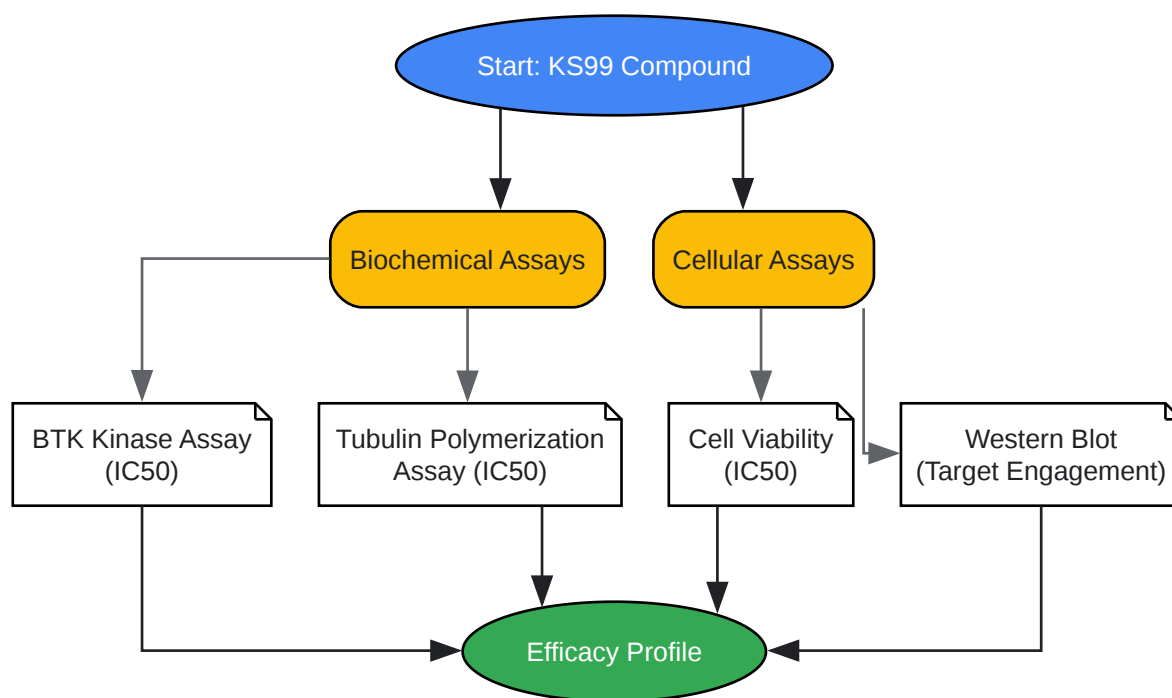 Start: KS99 Compound
Biochemical Assays
Cellular Assays
BTK Kinase Assay
(IC50)
Tubulin Polymerization
Assay (IC50)
Cell Viability
(IC50)
Western Blot
(Target Engagement)
Efficacy Profile